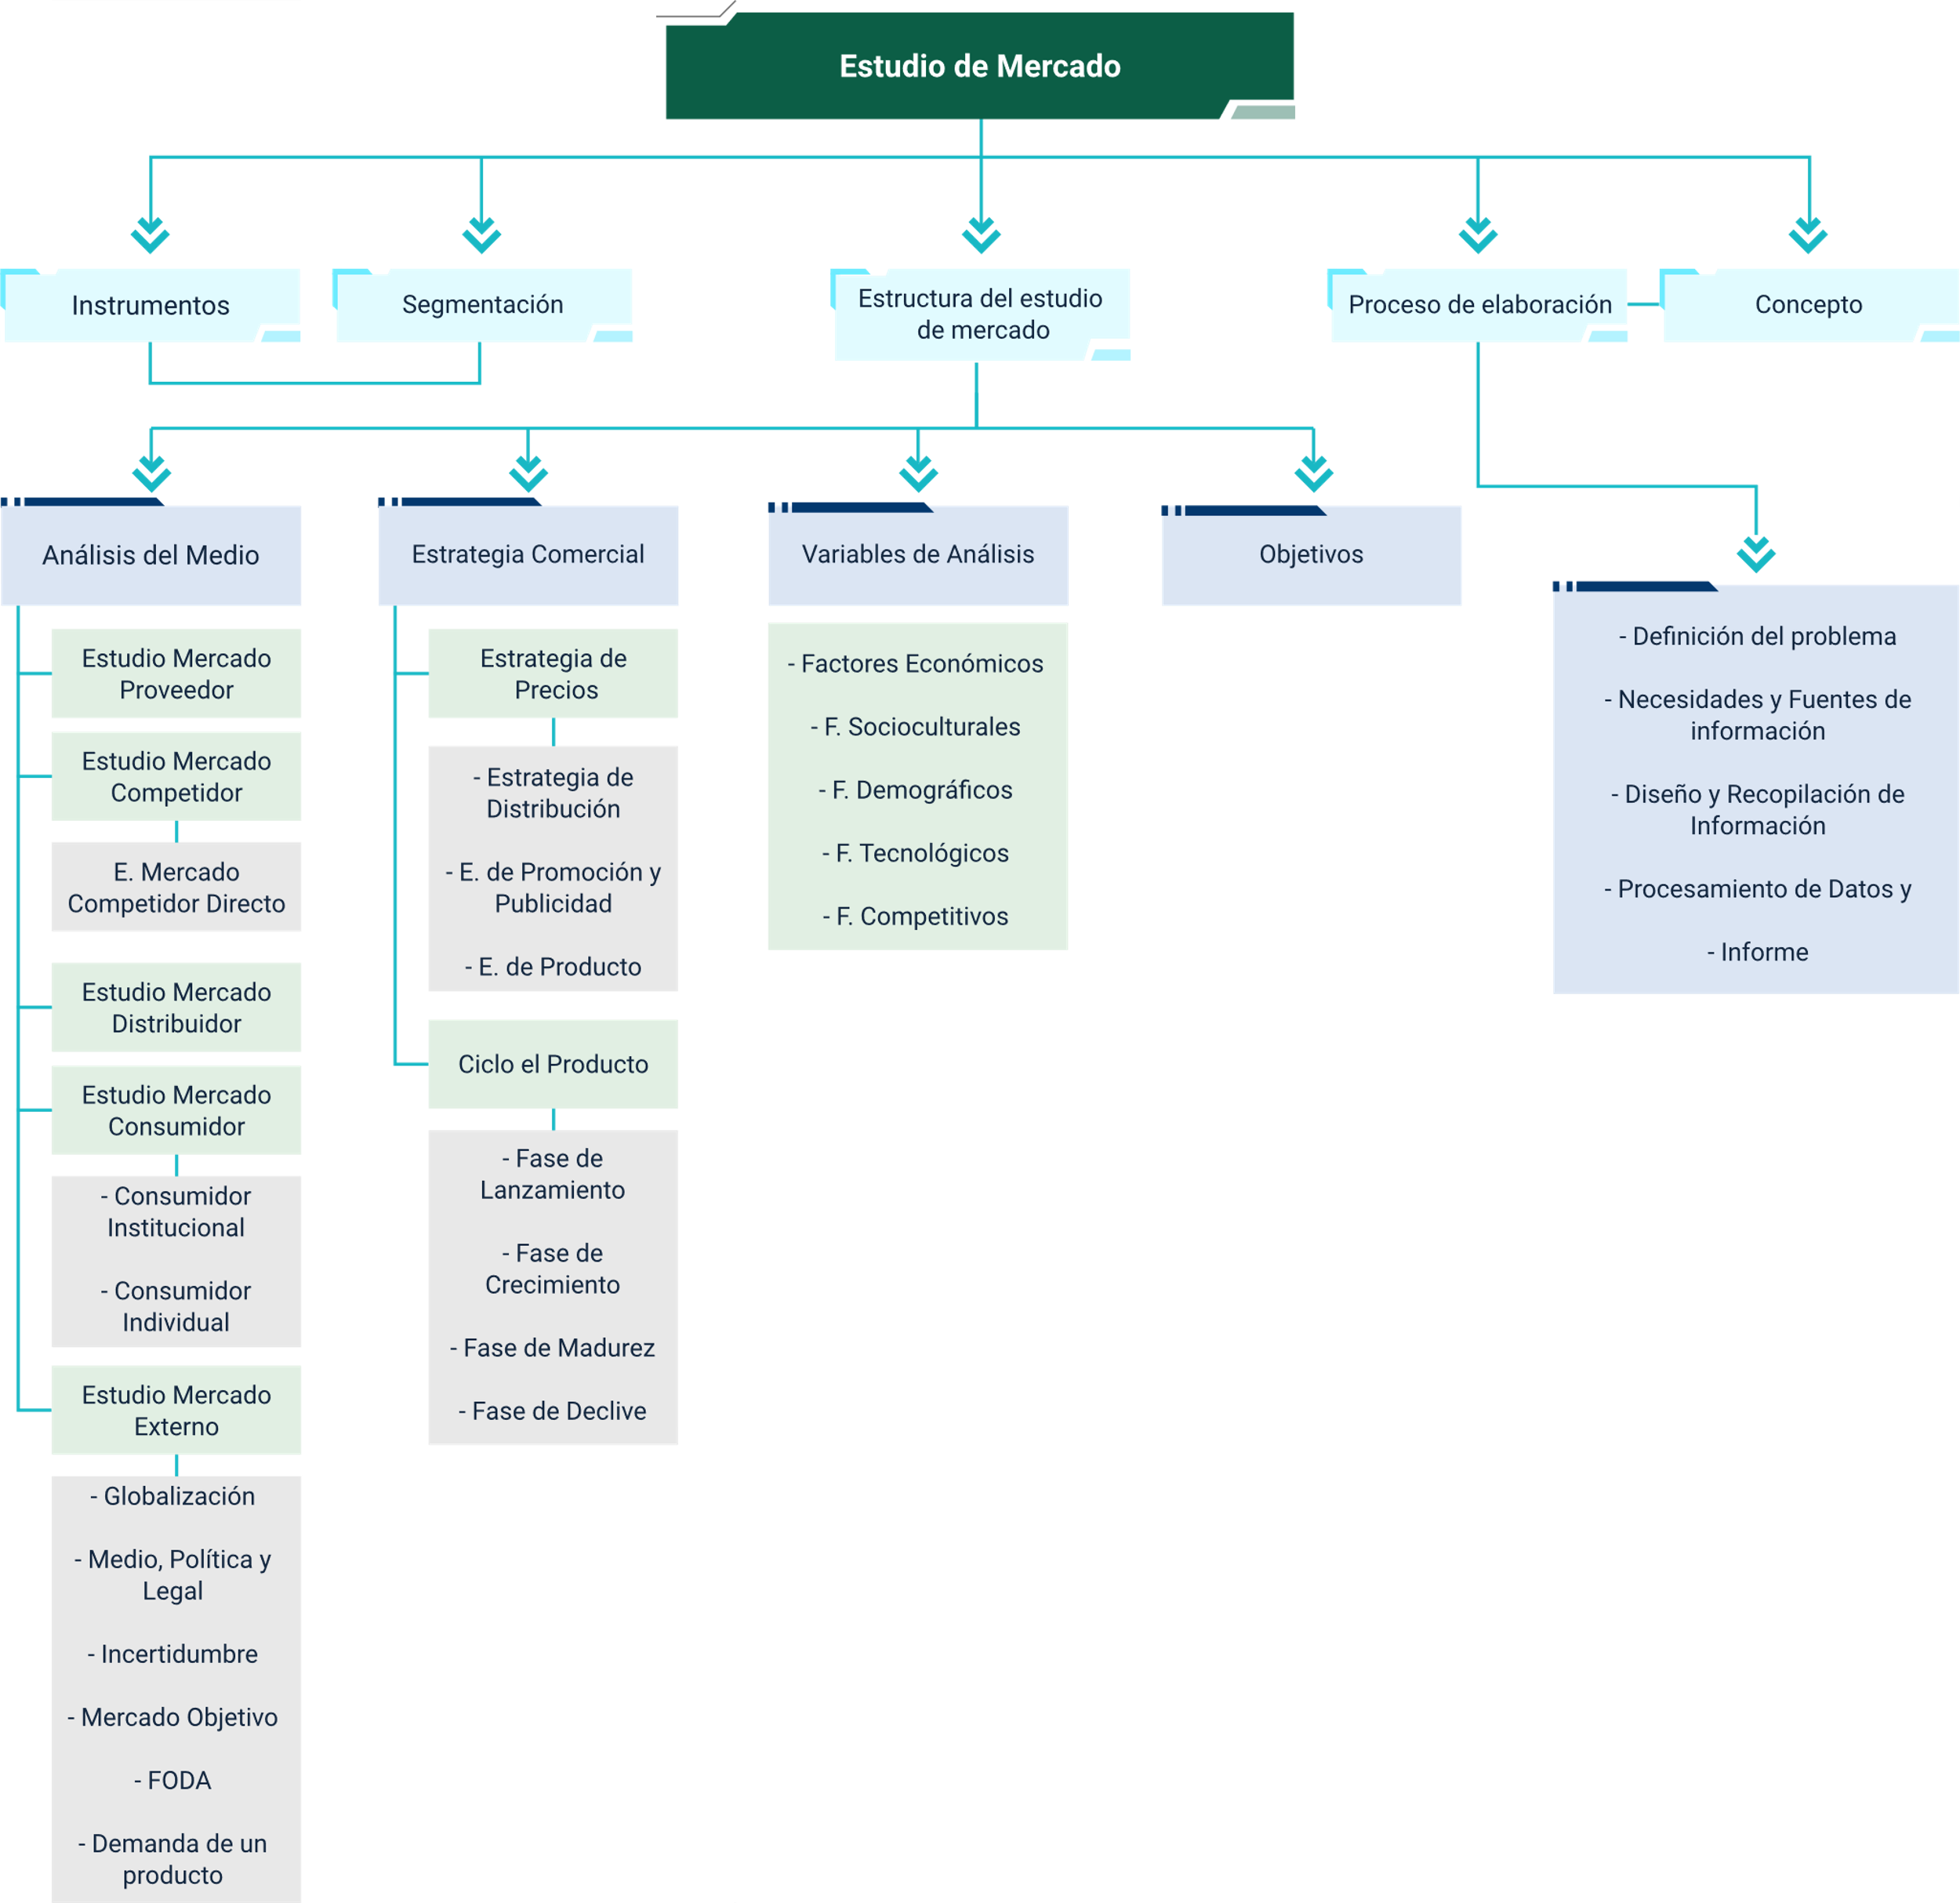 Estudio de Mercado
Instrumentos
Segmentación
Estructura del estudio
de mercado
Proceso de elaboración
Concepto
Análisis del Medio
Estudio Mercado
Proveedor
Estudio Mercado
Competidor
E. Mercado
Competidor Directo
Estudio Mercado
Distribuidor
Estudio Mercado
Consumidor
- Consumidor
Institucional
- Consumidor
Individual
Estudio Mercado
Externo
- Globalización
- Medio, Política y
Legal
- Incertidumbre
- Mercado Objetivo
- FODA
- Demanda de un
producto
Estrategia Comercial
Estrategia de
Precios
- Estrategia de
Distribución
- E. de Promoción y
Publicidad
- E. de Producto
Ciclo el Producto
- Fase de
Lanzamiento
- Fase de
Crecimiento
- Fase de Madurez
- Fase de Declive
Variables de Análisis
- Factores Económicos
- F. Socioculturales
- F. Demográficos
- F. Tecnológicos
- F. Competitivos
Objetivos
- Definición del problema
- Necesidades y Fuentes de
información
- Diseño y Recopilación de
Información
- Procesamiento de Datos y
- Informe